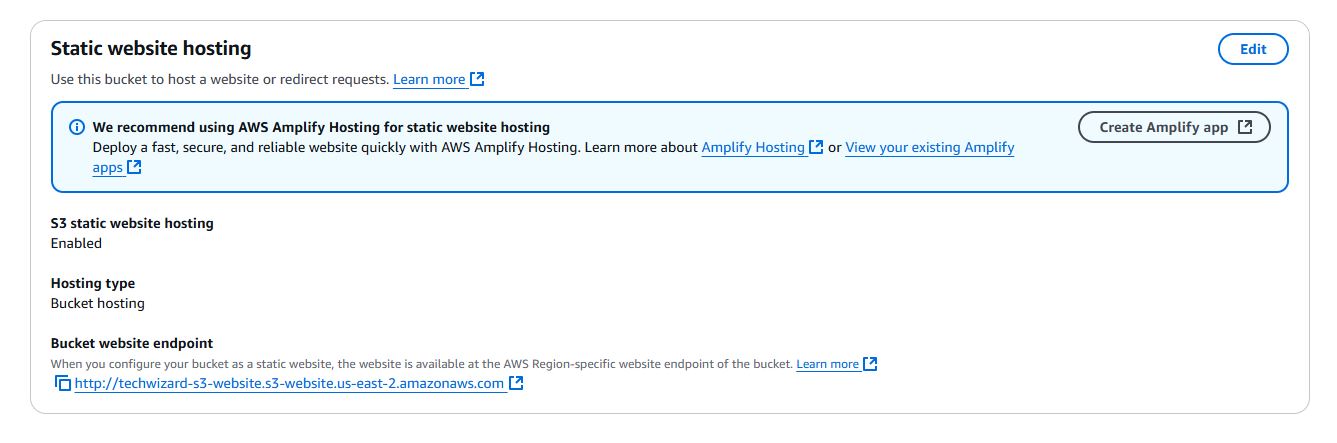 Static website hosting
Edit
Use this bucket to host a website or redirect requests. Learn more
We recommend using AWS Amplify Hosting for static website hosting
Create Amplify app
Deploy a fast, secure, and reliable website quickly with AWS Amplify Hosting. Learn more about Amplify Hosting or View your existing Amplify
apps
S3 static website hosting
Enabled
Hosting type
Bucket hosting
Bucket website endpoint
When you configure your bucket as a static website, the website is available at the AWS Region-specific website endpoint of the bucket. Learn more
http://techwizard-s3-website.s3-website.us-east-2.amazonaws.com